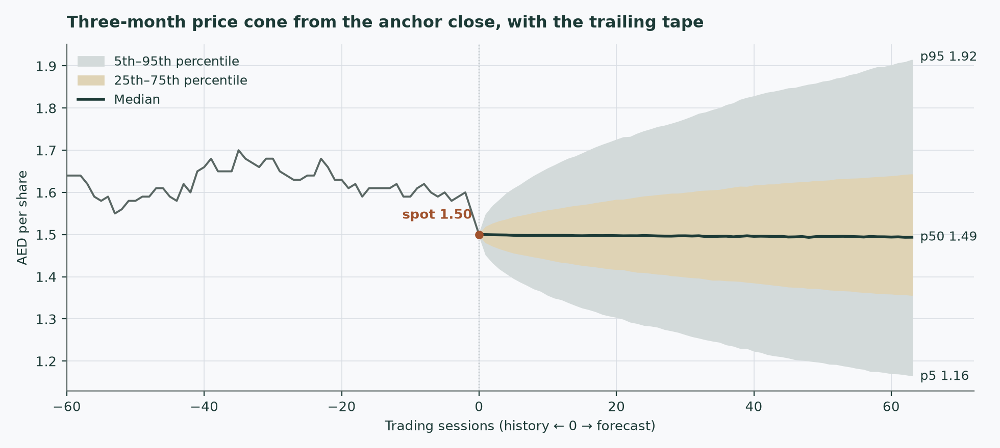 Three-month price cone from the anchor close, with the trailing tape
5th–95th percentile
25th–75th percentile
Median
AED per share
1.9
1.8
1.7
1.6
1.5
1.4
1.3
1.2
spot 1.50
p95 1.92
p50 1.49
p5 1.16
−60
−40
−20
0
20
40
60
Trading sessions (history ← 0 → forecast)